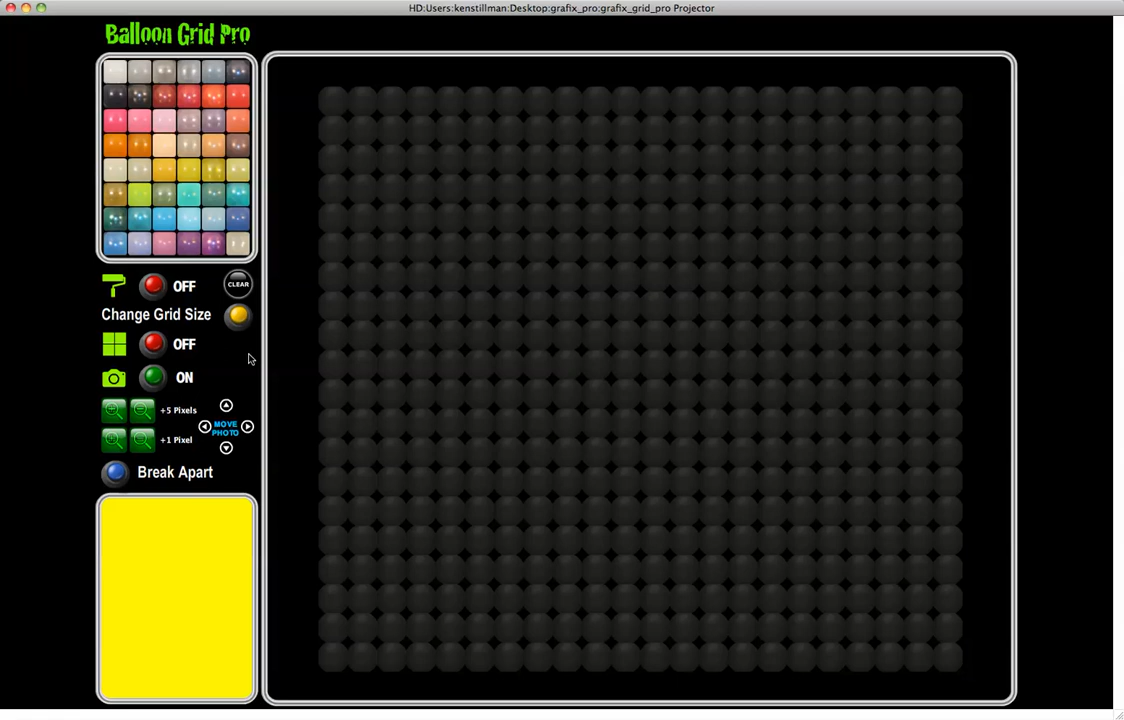 HD:Users:kenstillman:Desktop:grafix_pro:grafix_grid_pro Projector
Balloon Grid Pro
OFF
CLEAR
Change Grid Size
OFF
ON
+5 Pixels
MOVE
PHOTO
+1 Pixel
Break Apart